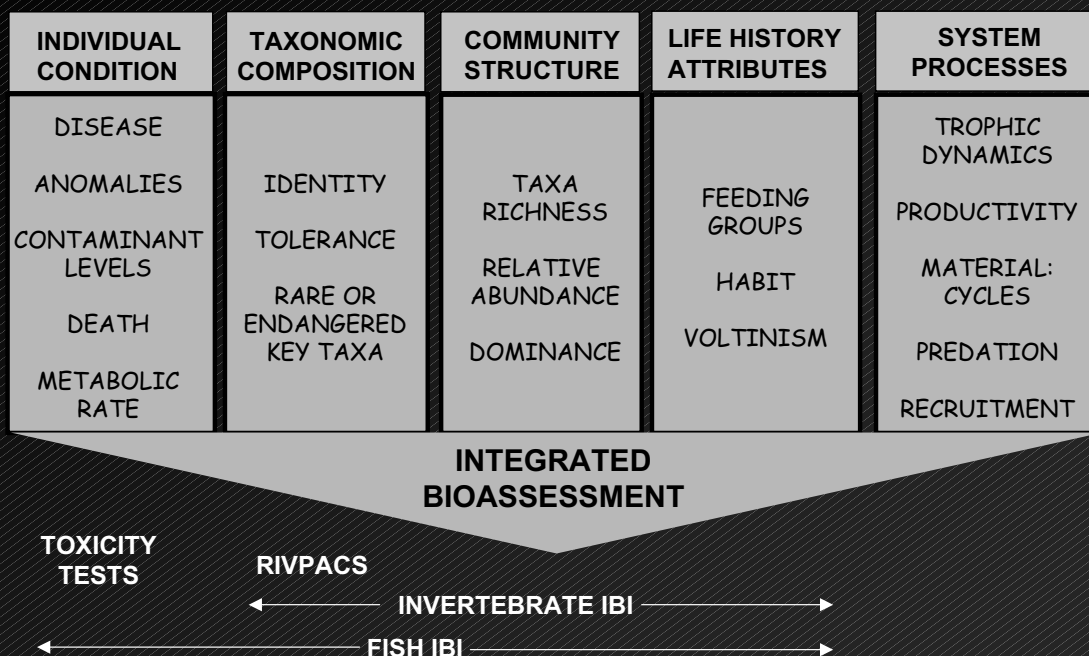 INDIVIDUAL
CONDITION
TAXONOMIC
COMPOSITION
COMMUNITY
STRUCTURE
LIFE HISTORY
ATTRIBUTES
SYSTEM
PROCESSES
DISEASE
ANOMALIES
CONTAMINANT
LEVELS
DEATH
METABOLIC
RATE
IDENTITY
TOLERANCE
RARE OR
ENDANGERED
KEY TAXA
TAXA
RICHNESS
RELATIVE
ABUNDANCE
DOMINANCE
FEEDING
GROUPS
HABIT
VOLTINISM
TROPHIC
DYNAMICS
PRODUCTIVITY
MATERIAL:
CYCLES
PREDATION
RECRUITMENT
INTEGRATED
BIOASSESSMENT
TOXICITY
TESTS
RIVPACS
INVERTEBRATE IBI
FISH IBI